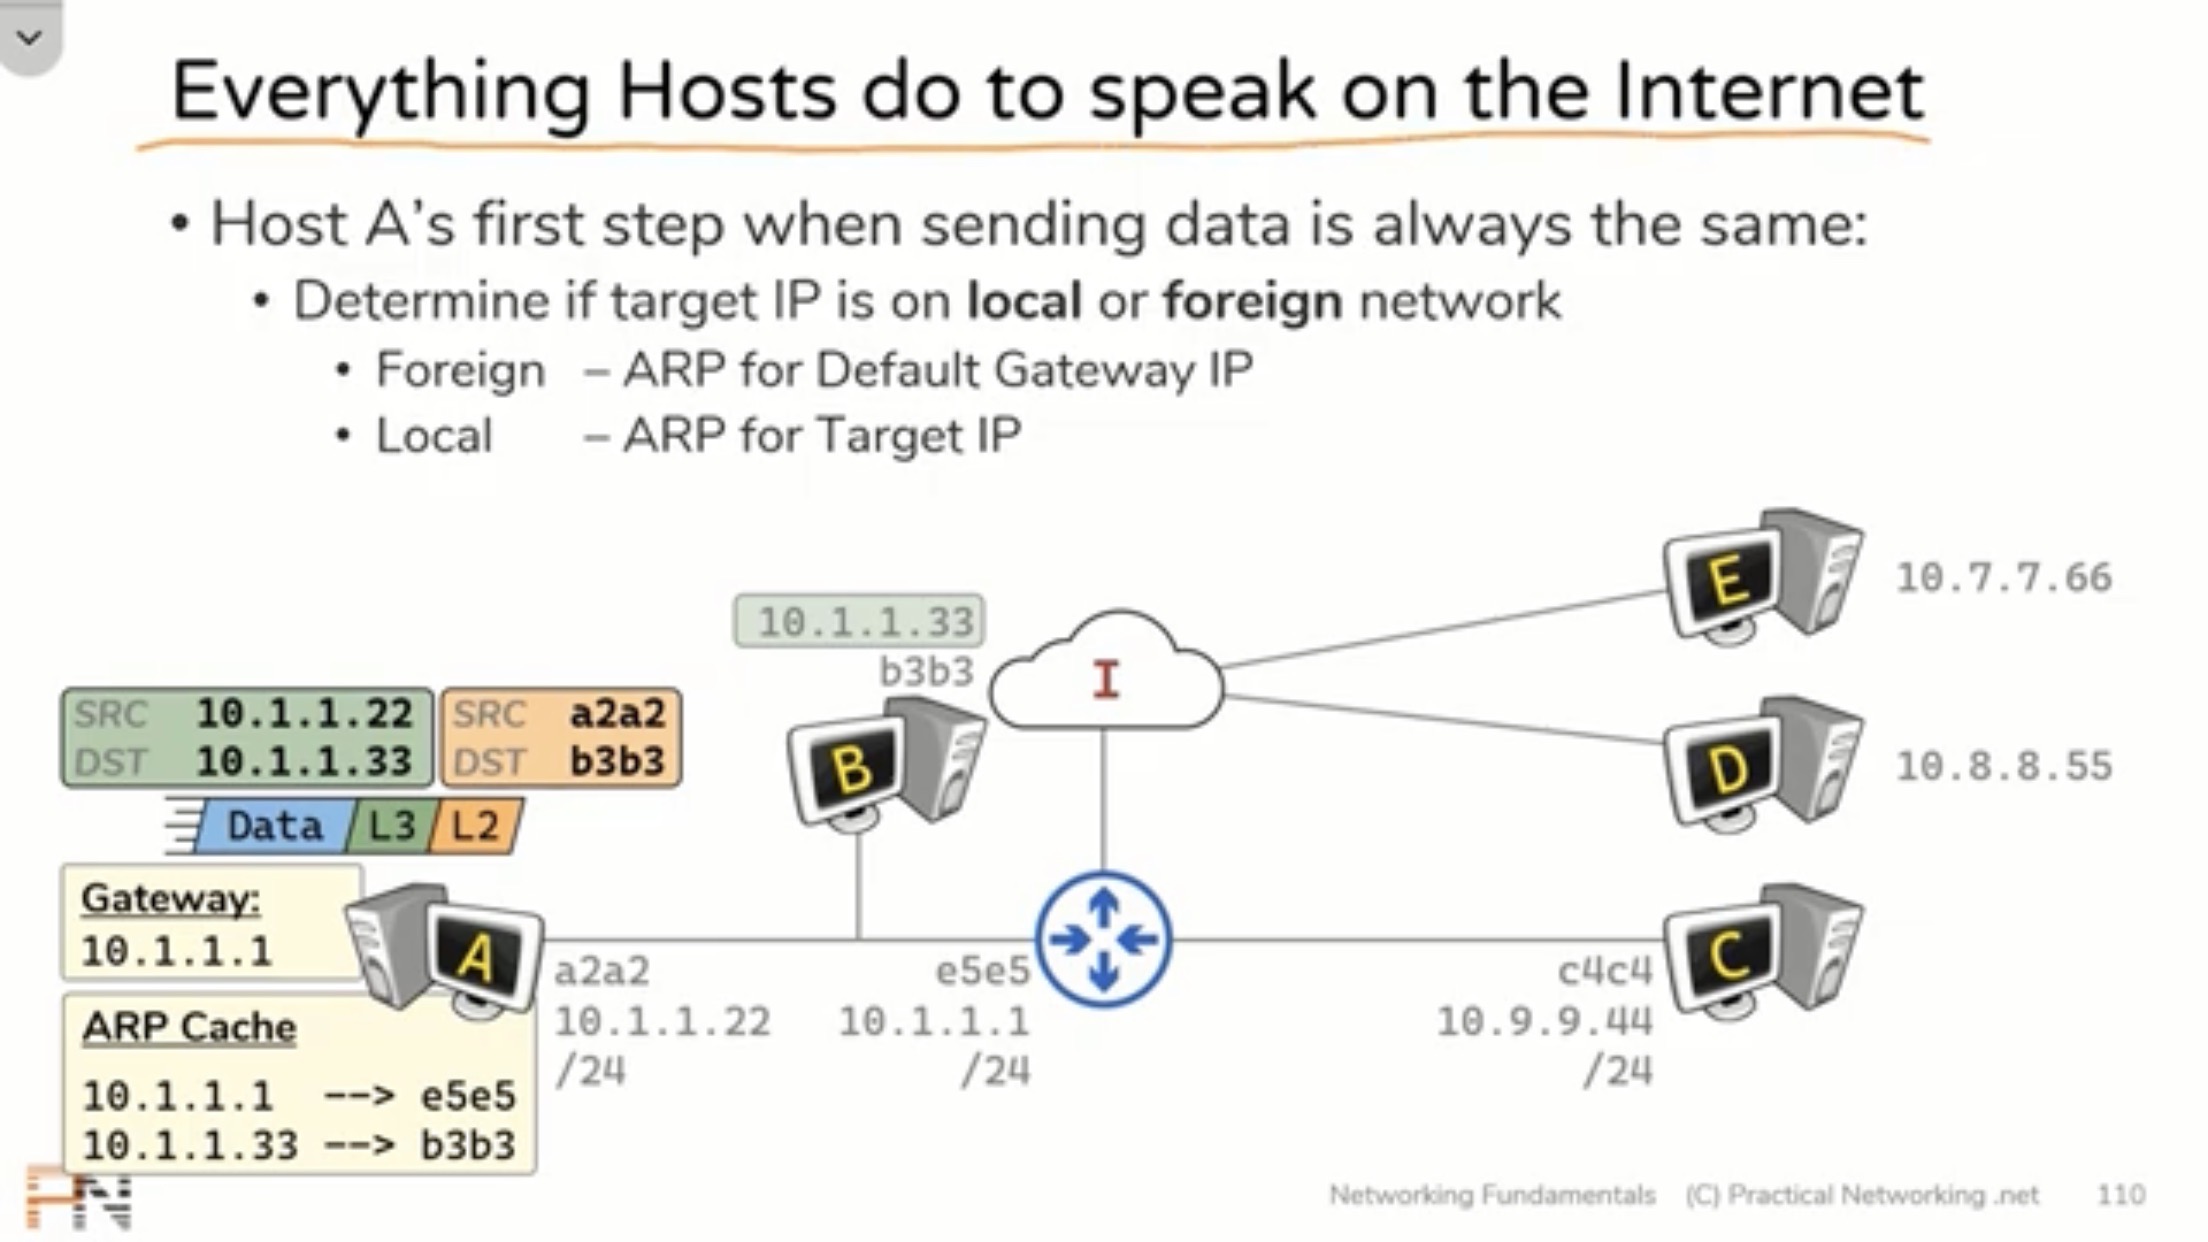 Everything Hosts do to speak on the Internet
• Host A's first step when sending data is always the same:
• Determine if target IP is on local or foreign network
• Foreign – ARP for Default Gateway IP
• Local – ARP for Target IP
10.1.1.33
b3b3
B
I
E
10.7.7.66
D
10.8.8.55
SRC 10.1.1.22
DST 10.1.1.33
SRC a2a2
DST b3b3
Data L3 L2
Gateway:
10.1.1.1
A
ARP Cache
10.1.1.1 --> e5e5
10.1.1.33 --> b3b3
a2a2
10.1.1.22
/24
e5e5
10.1.1.1
/24
c4c4
10.9.9.44
/24
C
PN
Networking Fundamentals (C) Practical Networking .net 110